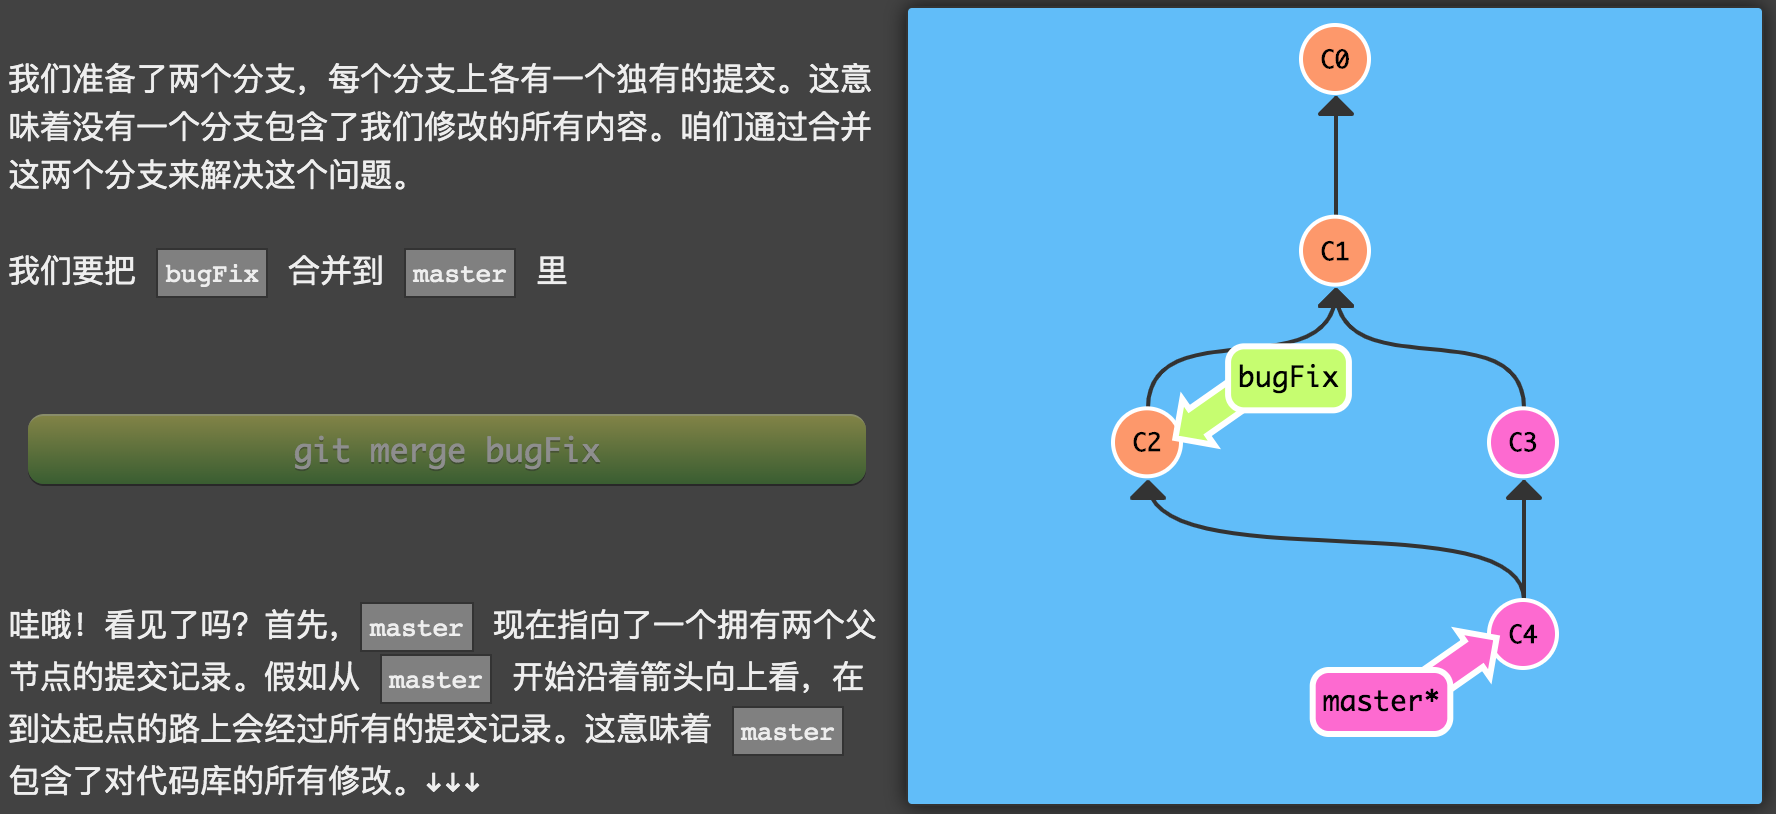 我们准备了两个分支，每个分支上各有一个独有的提交。这意
味着没有一个分支包含了我们修改的所有内容。咱们通过合并
这两个分支来解决这个问题。
我们要把 bugFix 合并到 master 里
git merge bugFix
哇哦！看见了吗？首先，master 现在指向了一个拥有两个父
节点的提交记录。假如从 master 开始沿着箭头向上看，在
到达起点的路上会经过所有的提交记录。这意味着 master
包含了对代码库的所有修改。↓↓↓
C0
C1
bugFix
C2
C3
C4
master*